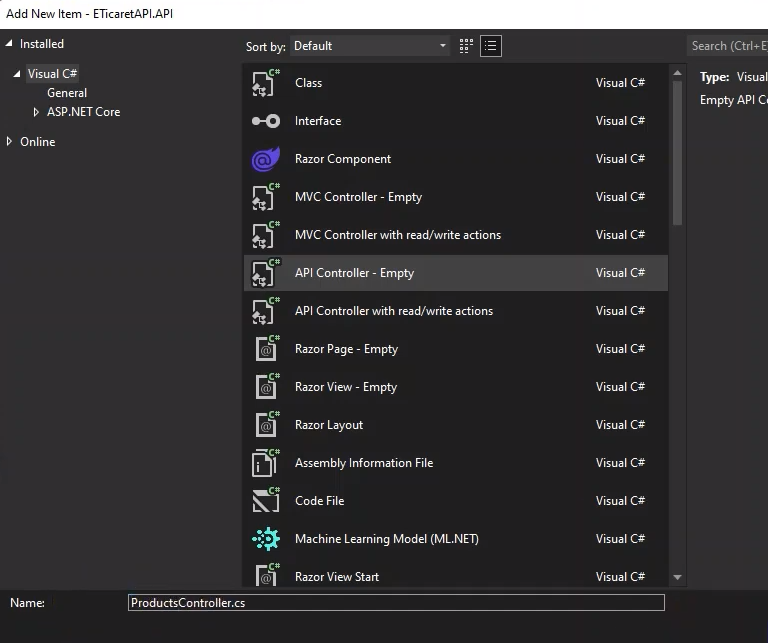 Add New Item - ETicaretAPI.API
Installed
Sort by: Default
Search (Ctrl+E
Visual C#
General
ASP.NET Core
Online
Class Visual C#
Interface Visual C#
Razor Component Visual C#
MVC Controller - Empty Visual C#
MVC Controller with read/write actions Visual C#
API Controller - Empty Visual C#
API Controller with read/write actions Visual C#
Razor Page - Empty Visual C#
Razor View - Empty Visual C#
Razor Layout Visual C#
Assembly Information File Visual C#
Code File Visual C#
Machine Learning Model (ML.NET) Visual C#
Razor View Start Visual C#
Type: Visual
Empty API Co
Name: ProductsController.cs